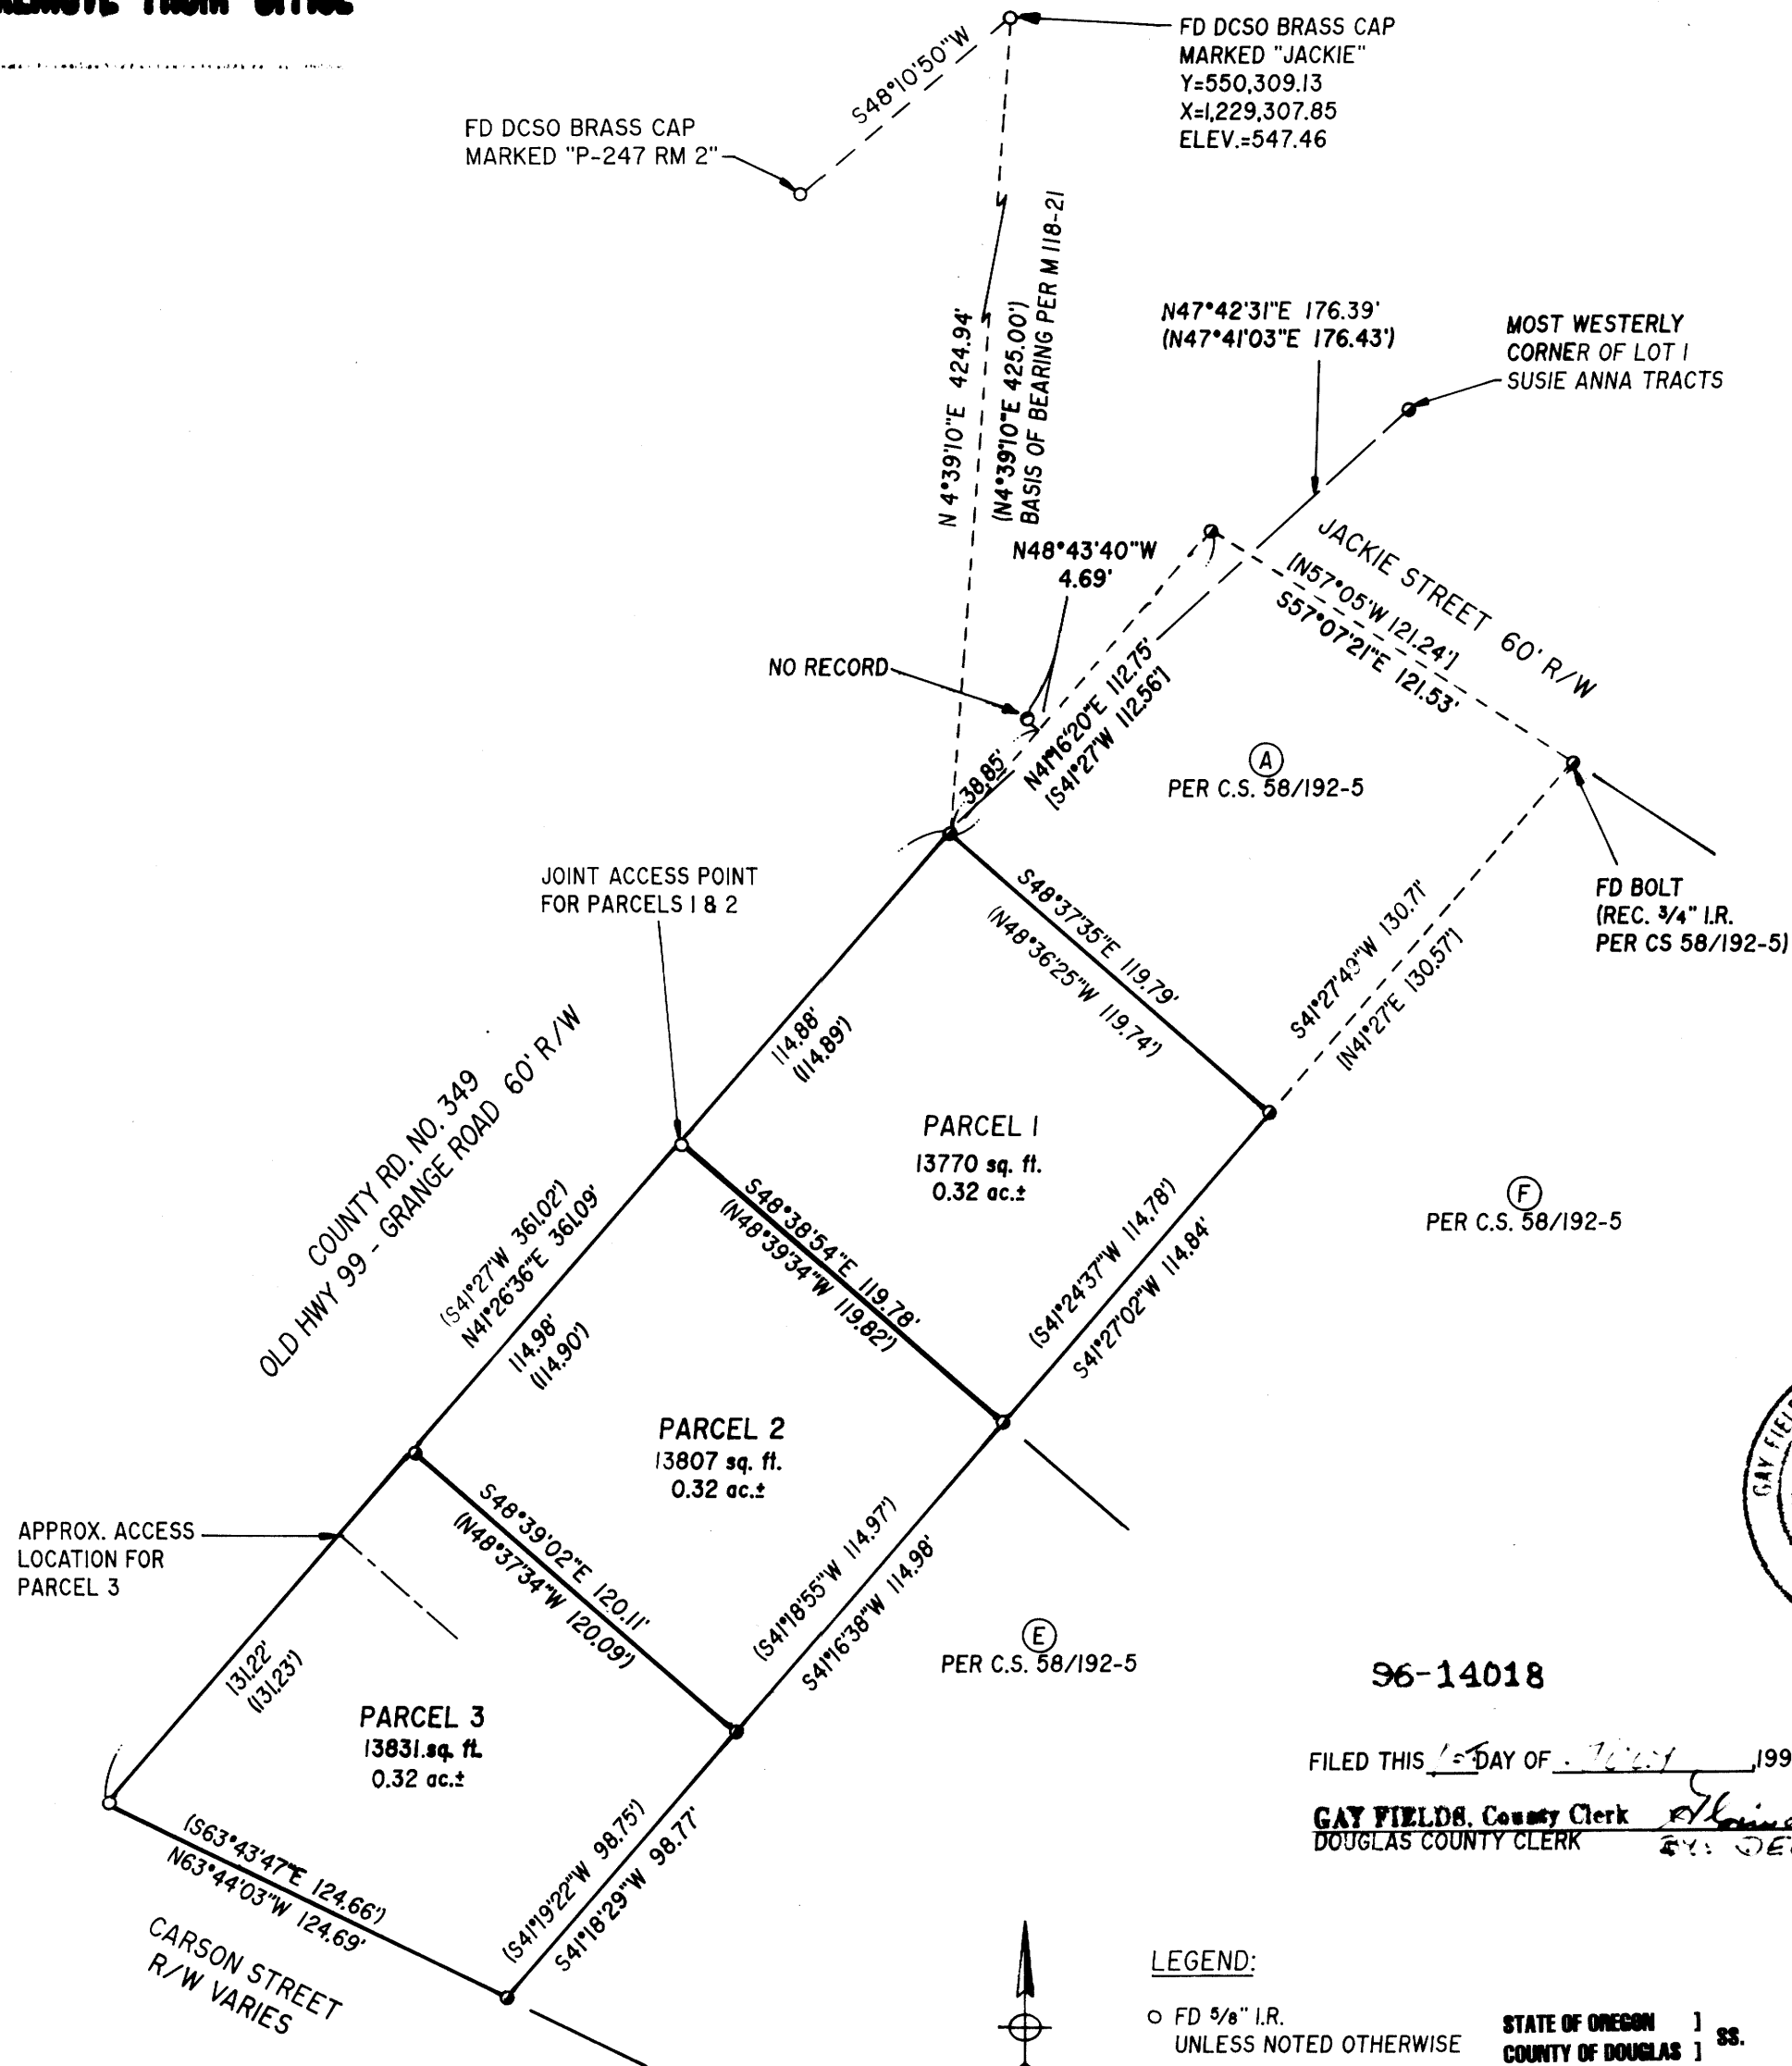 REMOVE FROM OFFICE
FD DCSO BRASS CAP
MARKED "JACKIE"
Y=550,309.13
X=1,229,307.85
ELEV.=547.46
S48°10'50"W
FD DCSO BRASS CAP
MARKED "P-247 RM 2"
N 4°39'10"E 424.94'
(N4°39'10"E 425.00')
BASIS OF BEARING PER M 118-21
N47°42'31"E 176.39'
(N47°41'03"E 176.43')
MOST WESTERLY
CORNER OF LOT 1
SUSIE ANNA TRACTS
N48°43'40"W
4.69'
NO RECORD
JACKIE STREET 60' R/W
[N57°05'W 121.24']
S57°07'21"E 121.53'
38.85'
N41°16'20"E 112.75'
[S41°27'W 112.56']
A
PER C.S. 58/192-5
FD BOLT
(REC. 3/4" I.R.
PER CS 58/192-5)
JOINT ACCESS POINT
FOR PARCELS 1 & 2
S48°37'35"E 119.79'
(N48°36'25"W 119.74')
S41°27'49"W 130.71'
[N41°27'E 130.57']
114.88'
(114.89')
COUNTY RD. NO. 349
OLD HWY 99 - GRANGE ROAD 60' R/W
PARCEL 1
13770 sq. ft.
0.32 ac.±
F
PER C.S. 58/192-5
S48°38'54"E 119.78'
(N48°39'34"W 119.82')
(S41°24'37"W 114.78')
S41°27'02"W 114.84'
(S41°27'W 361.02')
N41°26'36"E 361.09'
114.98'
(114.90')
PARCEL 2
13807 sq. ft.
0.32 ac.±
GAY FIEL
APPROX. ACCESS
LOCATION FOR
PARCEL 3
S48°39'02"E 120.11'
(N48°37'34"W 120.09')
(S41°18'55"W 114.97')
S41°16'38"W 114.98'
E
PER C.S. 58/192-5
131.22'
(131.23')
PARCEL 3
13831 sq. ft.
0.32 ac.±
96-14018
FILED THIS DAY OF ,199
GAY FIELDS, County Clerk
DOUGLAS COUNTY CLERK BY: DE
(S63°43'47"E 124.66')
N63°44'03"W 124.69'
(S41°19'22"W 98.75')
S41°18'29"W 98.77'
CARSON STREET
R/W VARIES
LEGEND:
FD 5/8" I.R.
UNLESS NOTED OTHERWISE
STATE OF OREGON ] SS.
COUNTY OF DOUGLAS ]